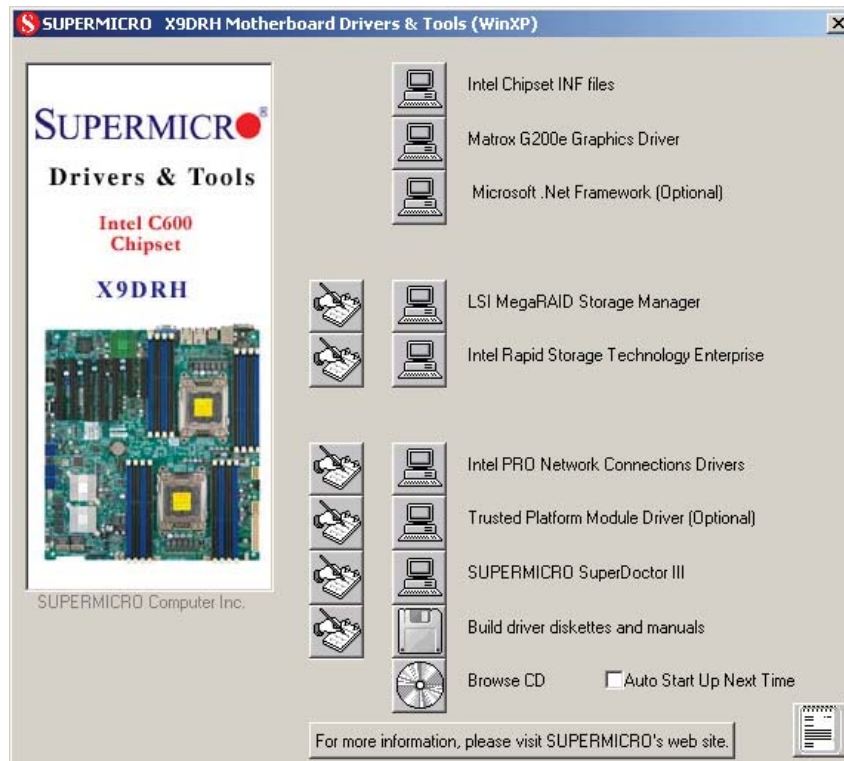 SUPERMICRO X9DRH Motherboard Drivers & Tools (WinXP)
SUPERMICRO®
Drivers & Tools
Intel C600
Chipset
X9DRH
SUPERMICRO Computer Inc.
Intel Chipset INF files
Matrox G200e Graphics Driver
Microsoft .Net Framework (Optional)
LSI MegaRAID Storage Manager
Intel Rapid Storage Technology Enterprise
Intel PRO Network Connections Drivers
Trusted Platform Module Driver (Optional)
SUPERMICRO SuperDoctor III
Build driver diskettes and manuals
Browse CD
Auto Start Up Next Time
For more information, please visit SUPERMICRO's web site.